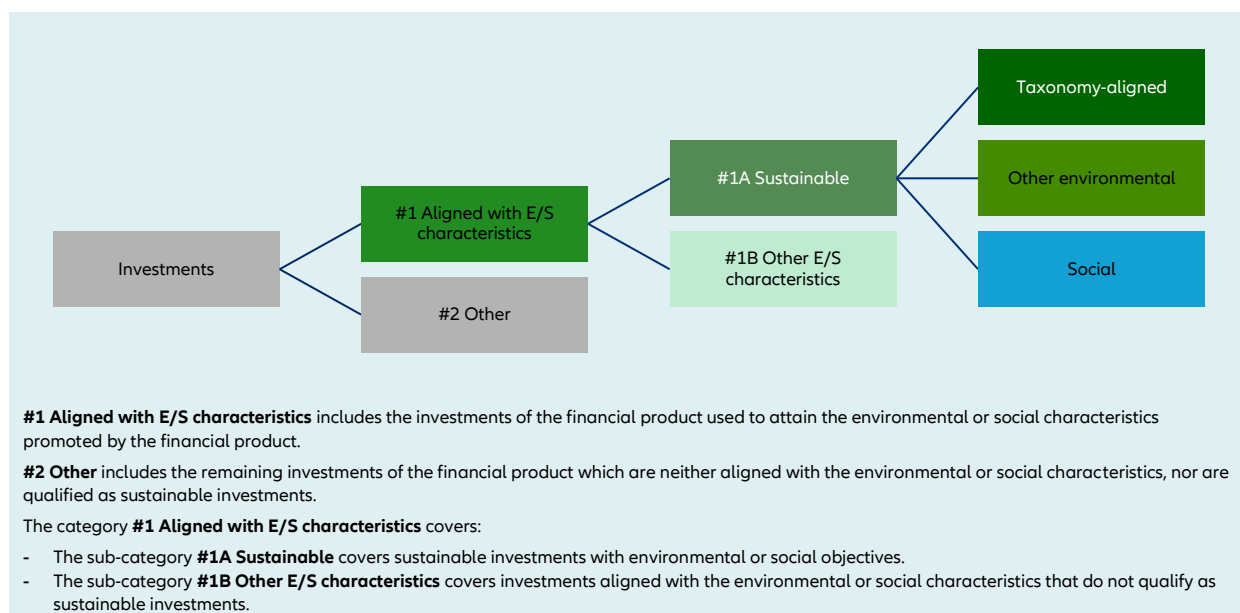 Taxonomy-aligned
#1A Sustainable
Other environmental
#1 Aligned with E/S
characteristics
#1B Other E/S
characteristics
Investments
Social
#2 Other
#1 Aligned with E/S characteristics includes the investments of the financial product used to attain the environmental or social characteristics
promoted by the financial product.
#2 Other includes the remaining investments of the financial product which are neither aligned with the environmental or social characteristics, nor are
qualified as sustainable investments.
The category #1 Aligned with E/S characteristics covers:
- The sub-category #1A Sustainable covers sustainable investments with environmental or social objectives.
- The sub-category #1B Other E/S characteristics covers investments aligned with the environmental or social characteristics that do not qualify as
sustainable investments.